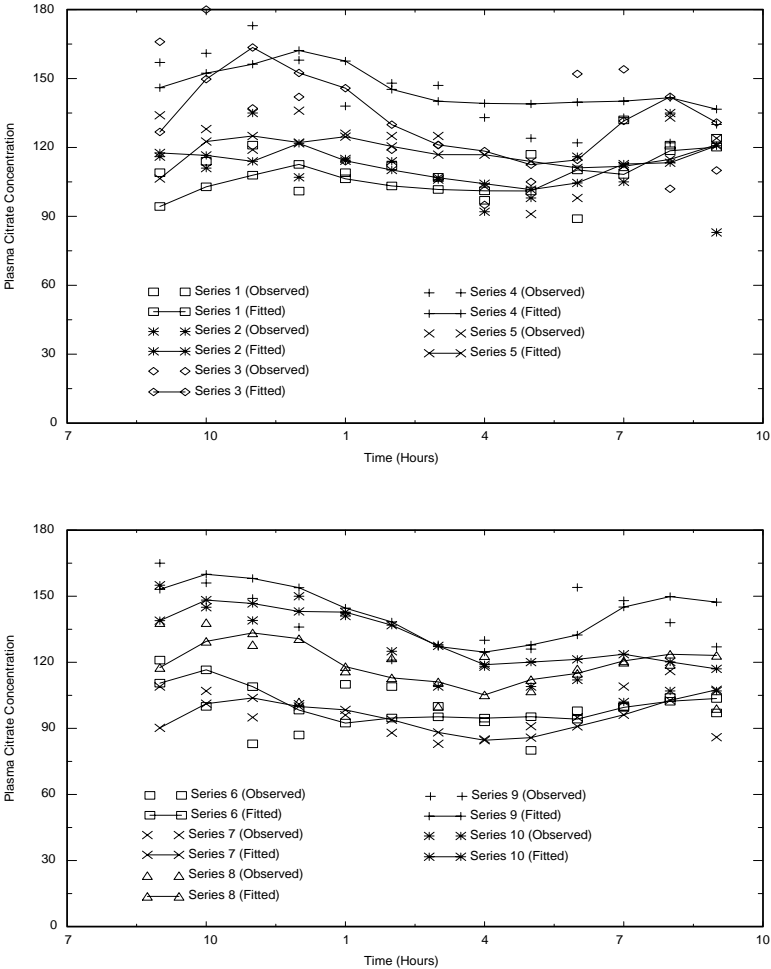 180
150
120
90
60
30
0
Plasma Citrate Concentration
Series 1 (Observed)
Series 1 (Fitted)
Series 2 (Observed)
Series 2 (Fitted)
Series 3 (Observed)
Series 3 (Fitted)
Series 4 (Observed)
Series 4 (Fitted)
Series 5 (Observed)
Series 5 (Fitted)
7 10 1 4 7 10
Time (Hours)
180
150
120
90
60
30
0
Plasma Citrate Concentration
Series 6 (Observed)
Series 6 (Fitted)
Series 7 (Observed)
Series 7 (Fitted)
Series 8 (Observed)
Series 8 (Fitted)
Series 9 (Observed)
Series 9 (Fitted)
Series 10 (Observed)
Series 10 (Fitted)
7 10 1 4 7 10
Time (Hours)